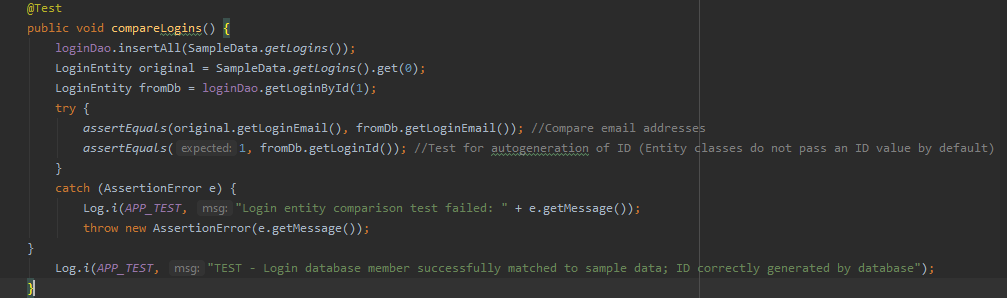 @Test
public void compareLogins() {
    loginDao.insertAll(SampleData.getLogins());
    LoginEntity original = SampleData.getLogins().get(0);
    LoginEntity fromDb = loginDao.getLoginById(1);
    try {
        assertEquals(original.getLoginEmail(), fromDb.getLoginEmail()); //Compare email addresses
        assertEquals( expected: 1, fromDb.getLoginId()); //Test for autogeneration of ID (Entity classes do not pass an ID value by default)
    }
    catch (AssertionError e) {
        Log.i(APP_TEST, msg: "Login entity comparison test failed: " + e.getMessage());
        throw new AssertionError(e.getMessage());
}
    Log.i(APP_TEST, msg: "TEST - Login database member successfully matched to sample data; ID correctly generated by database");
}